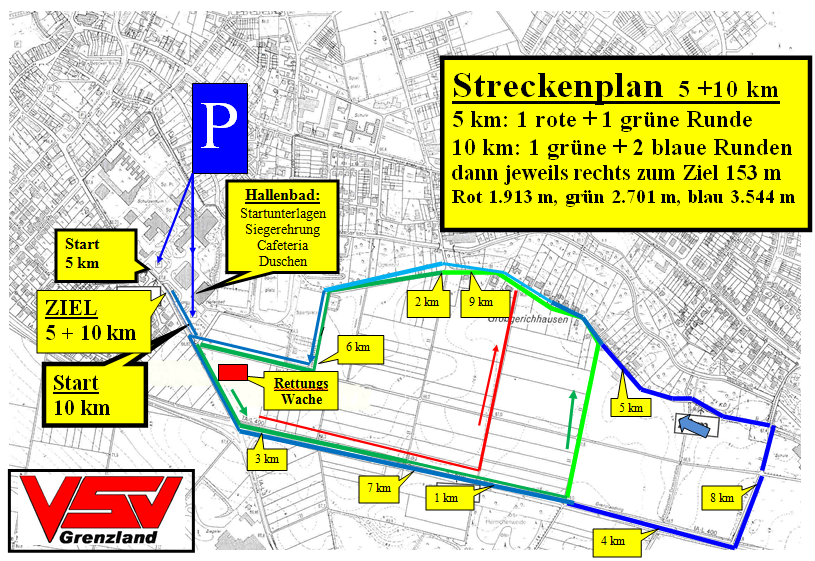 Streckenplan 5 +10 km
5 km: 1 rote + 1 grüne Runde
10 km: 1 grüne + 2 blaue Runden
dann jeweils rechts zum Ziel 153 m
Rot 1.913 m, grün 2.701 m, blau 3.544 m
P
Hallenbad:
Startunterlagen
Siegerehrung
Cafeteria
Duschen
Start
5 km
ZIEL
5 + 10 km
Start
10 km
2 km
9 km
Großgerichhausen
6 km
Rettungs
Wache
5 km
3 km
7 km
1 km
8 km
4 km
VSV
Grenzland